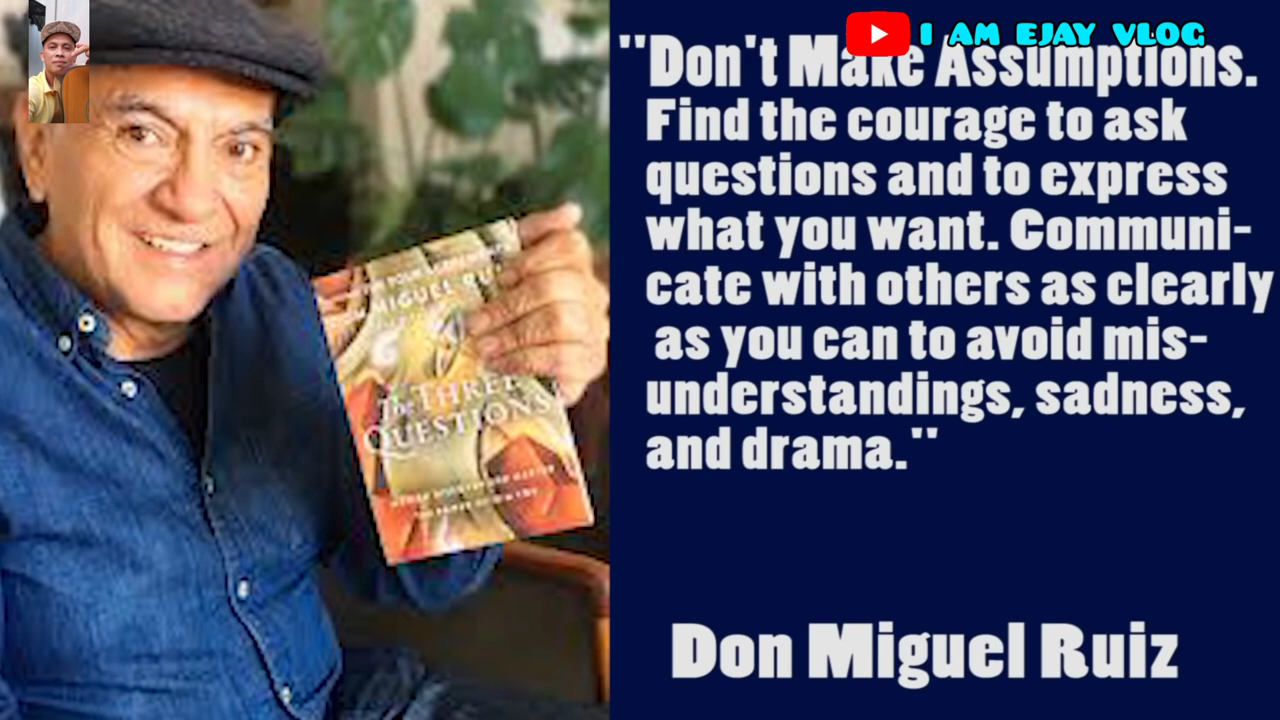 I AM EJAY VLOG
"Don't Make Assumptions.
Find the courage to ask
questions and to express
what you want. Communi-
cate with others as clearly
as you can to avoid mis-
understandings, sadness,
and drama."
Don Miguel Ruiz
MIGUEL
The THREE
QUESTIONS